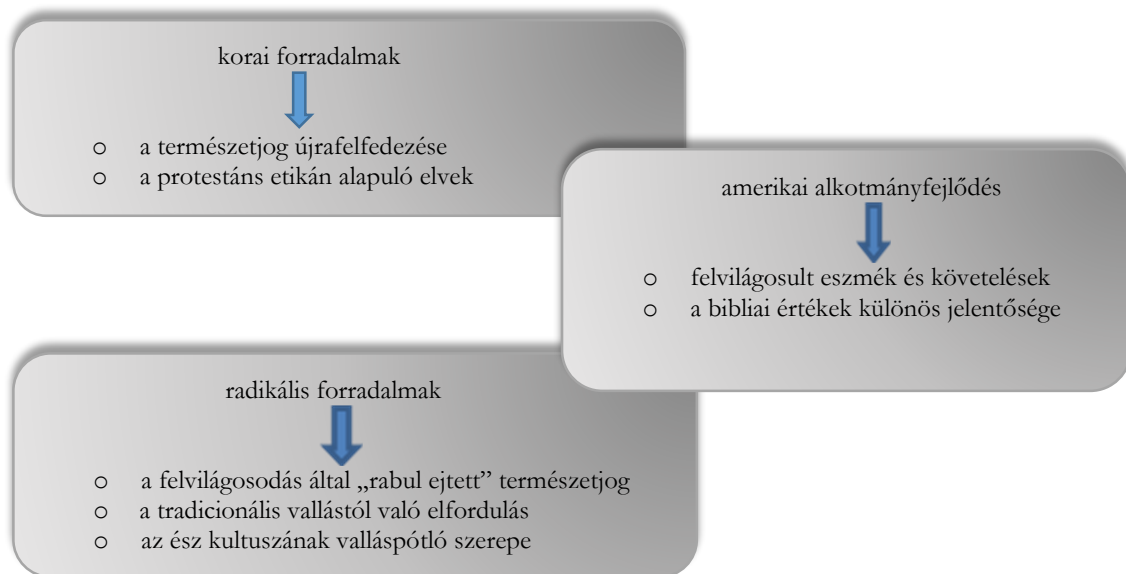 korai forradalmak
o a természetjog újrafelfedezése
o a protestáns etikán alapuló elvek
amerikai alkotmányfejlődés
o felvilágosult eszmék és követelések
o a bibliai értékek különös jelentősége
radikális forradalmak
o a felvilágosodás által „rabul ejtett” természetjog
o a tradicionális vallástól való elfordulás
o az ész kultuszának valláspótló szerepe